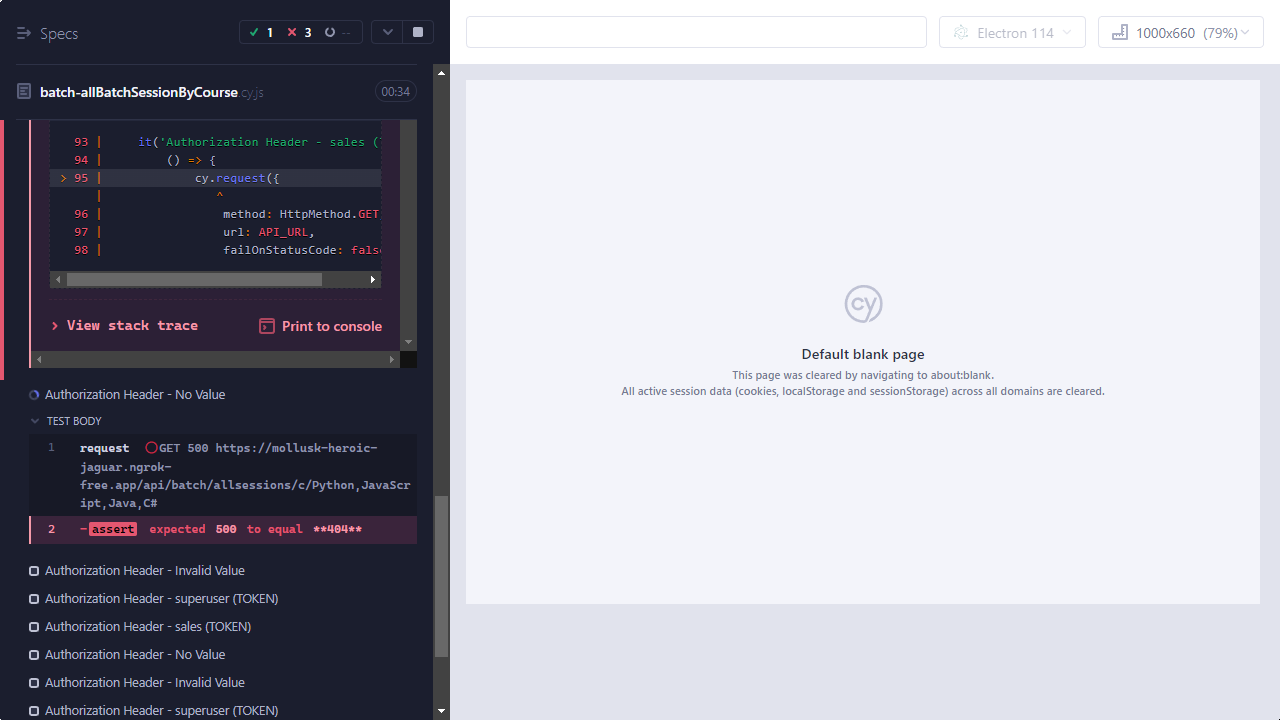 Specs
1
3
--
Electron 114
1000x660 (79%)
batch-allBatchSessionByCourse.cy.js
00:34
93 | it('Authorization Header - sales (
94 | () => {
> 95 | cy.request({
| ^
96 | method: HttpMethod.GET
97 | url: API_URL,
98 | failOnStatusCode: false
View stack trace
Print to console
Authorization Header - No Value
TEST BODY
1 request GET 500 https://mollusk-heroic-
jaguar.ngrok-
free.app/api/batch/allsessions/c/Python,JavaScr
ipt,Java,C#
2 -assert expected 500 to equal **404**
Authorization Header - Invalid Value
Authorization Header - superuser (TOKEN)
Authorization Header - sales (TOKEN)
Authorization Header - No Value
Authorization Header - Invalid Value
Authorization Header - superuser (TOKEN)
cy
Default blank page
This page was cleared by navigating to about:blank.
All active session data (cookies, localStorage and sessionStorage) across all domains are cleared.